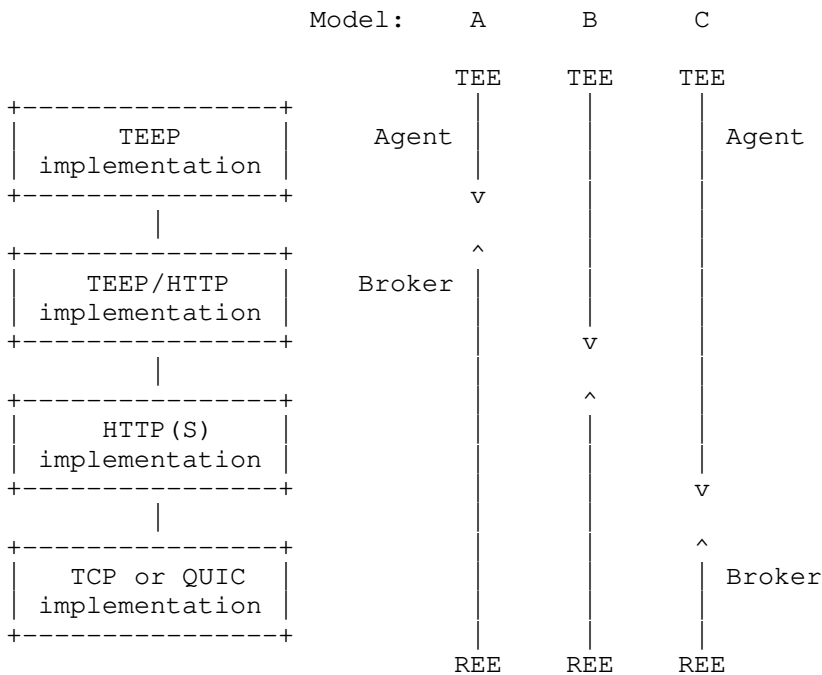 Model:    A      B      C
TEE    TEE    TEE
TEEP    Agent    Agent
implementation
v
^
TEEP/HTTP    Broker
implementation
v
^
HTTP(S)
implementation
v
^
TCP or QUIC    Broker
implementation
REE    REE    REE